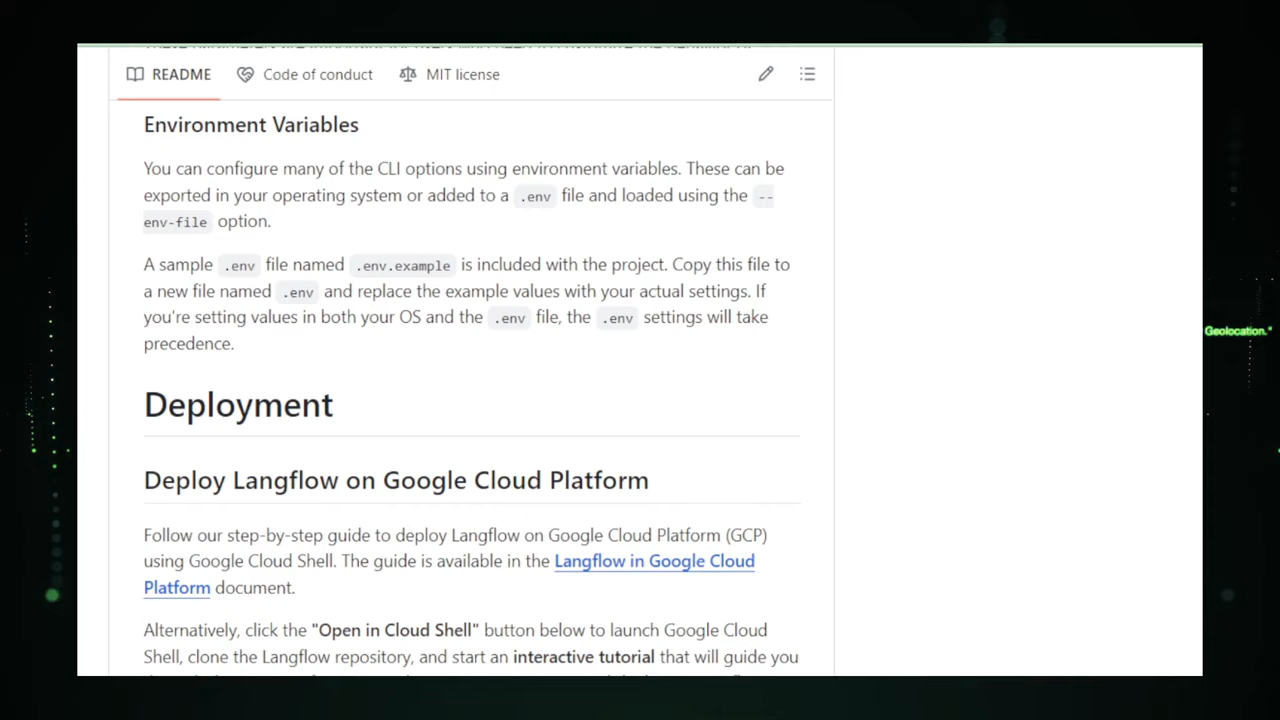 README Code of conduct MIT license
Environment Variables
You can configure many of the CLI options using environment variables. These can be
exported in your operating system or added to a .env file and loaded using the --
env-file option.
A sample .env file named .env.example is included with the project. Copy this file to
a new file named .env and replace the example values with your actual settings. If
you're setting values in both your OS and the .env file, the .env settings will take
precedence.
Geolocation."
Deployment
Deploy Langflow on Google Cloud Platform
Follow our step-by-step guide to deploy Langflow on Google Cloud Platform (GCP)
using Google Cloud Shell. The guide is available in the Langflow in Google Cloud
Platform document.
Alternatively, click the "Open in Cloud Shell" button below to launch Google Cloud
Shell, clone the Langflow repository, and start an interactive tutorial that will guide you